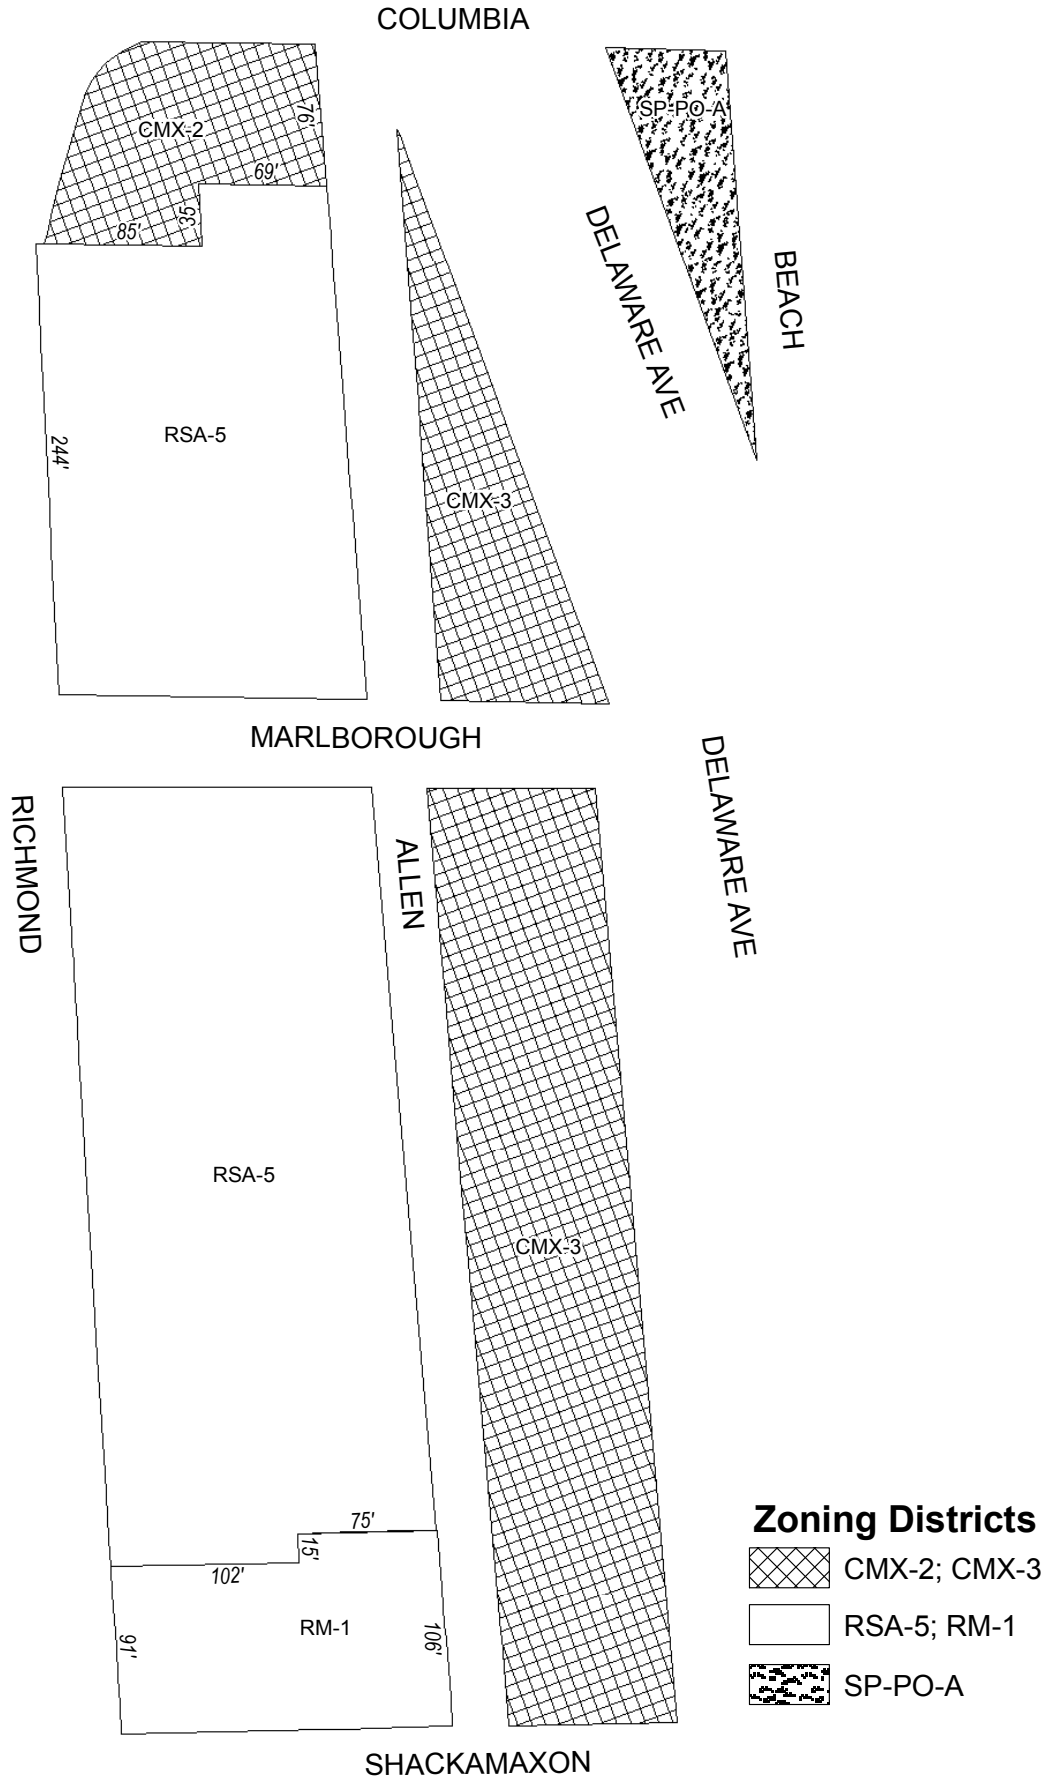 COLUMBIA
CMX-2
76'
69'
35'
85'
SP-PO-A
DELAWARE AVE
BEACH
244'
RSA-5
CMX-3
MARLBOROUGH
DELAWARE AVE
RICHMOND
ALLEN
RSA-5
CMX-3
75'
15'
102'
RM-1
91'
106'
SHACKAMAXON
Zoning Districts
CMX-2; CMX-3
RSA-5; RM-1
SP-PO-A